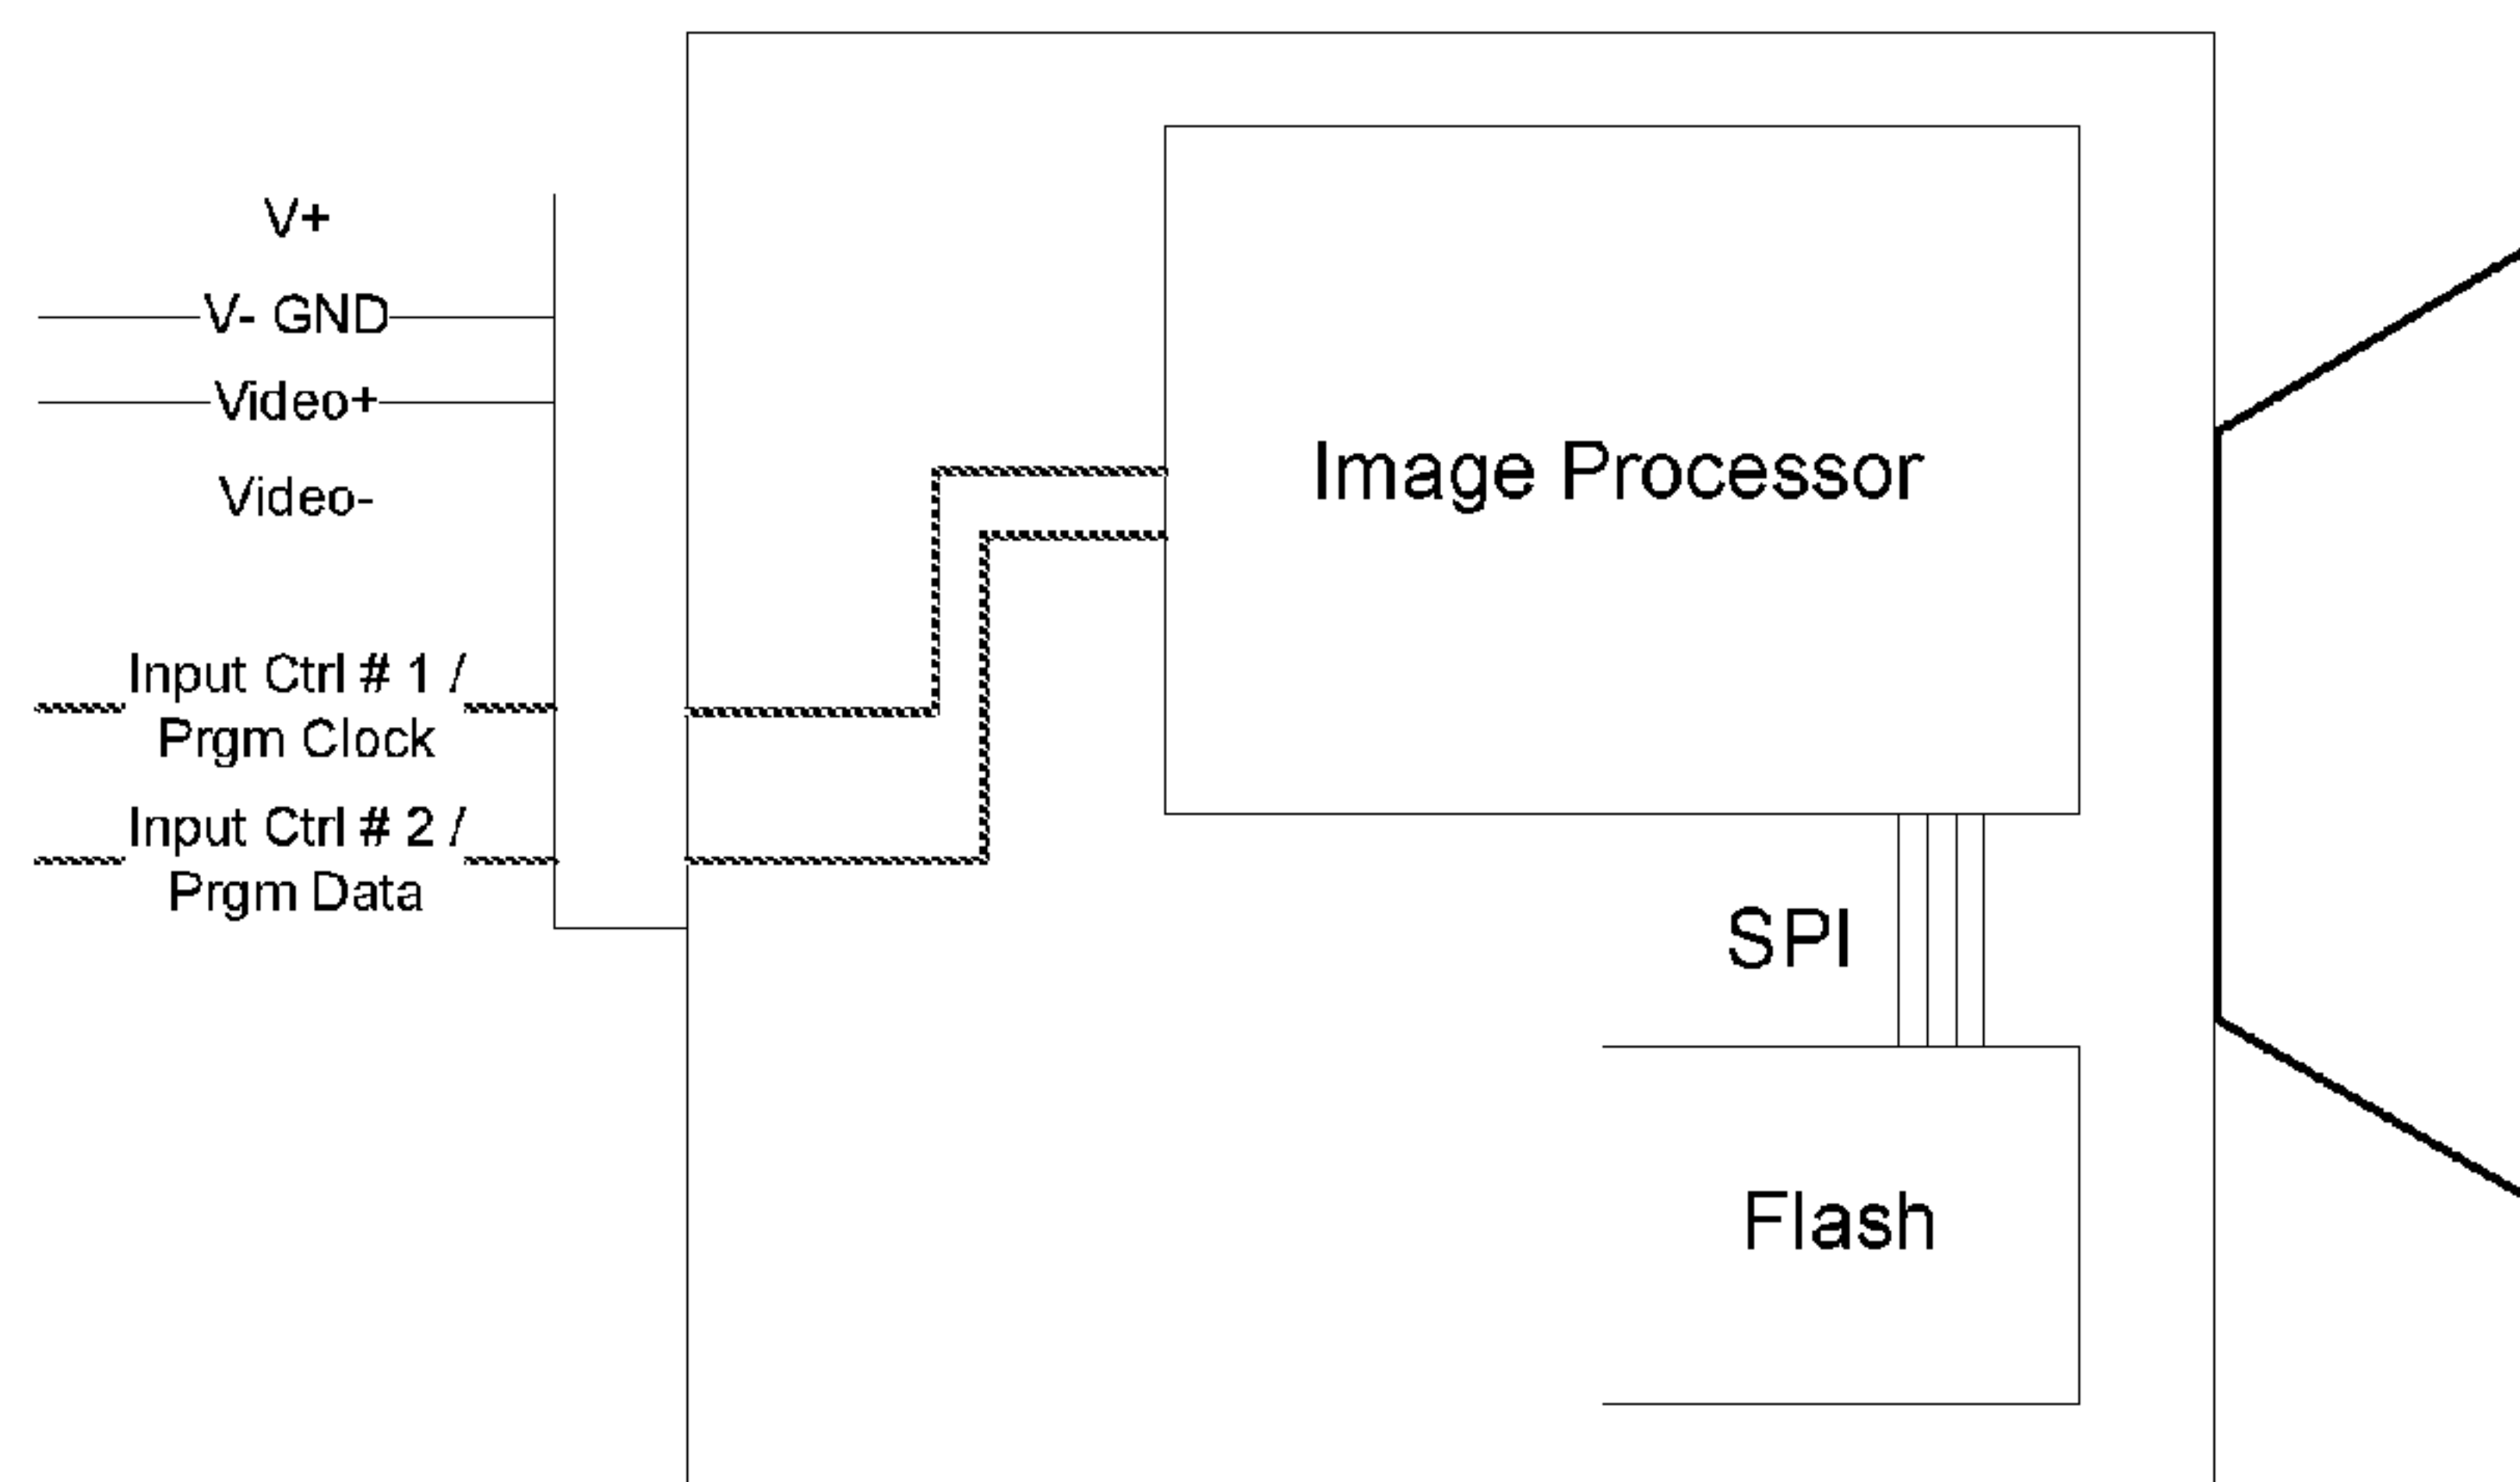 V+
V- GND
Video+
Video-
Input Ctrl # 1 /
Prgm Clock
Input Ctrl # 2 /
Prgm Data
Image Processor
SPI
Flash